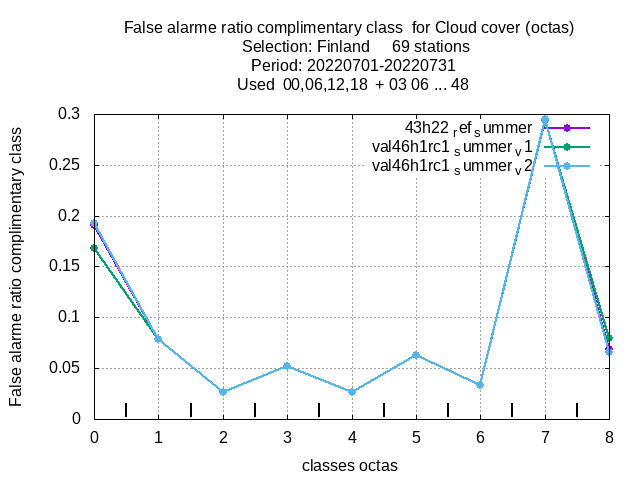 False alarme ratio complimentary class  for Cloud cover (octas)
Selection: Finland     69 stations
Period: 20220701-20220731
Used  00,06,12,18  + 03 06 ... 48
False alarme ratio complimentary class
0.3
0.25
0.2
0.15
0.1
0.05
0
43h22 ref summer
val46h1rc1 summer v1
val46h1rc1 summer v2
0 1 2 3 4 5 6 7 8
classes octas